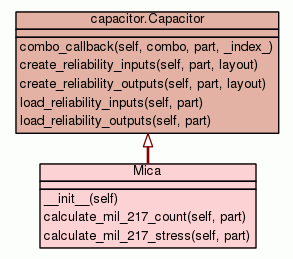 capacitor.Capacitor
combo_callback(self, combo, part, _index_)
create_reliability_inputs(self, part, layout)
create_reliability_outputs(self, part, layout)
load_reliability_inputs(self, part)
load_reliability_outputs(self, part)
Mica
__init__(self)
calculate_mil_217_count(self, part)
calculate_mil_217_stress(self, part)